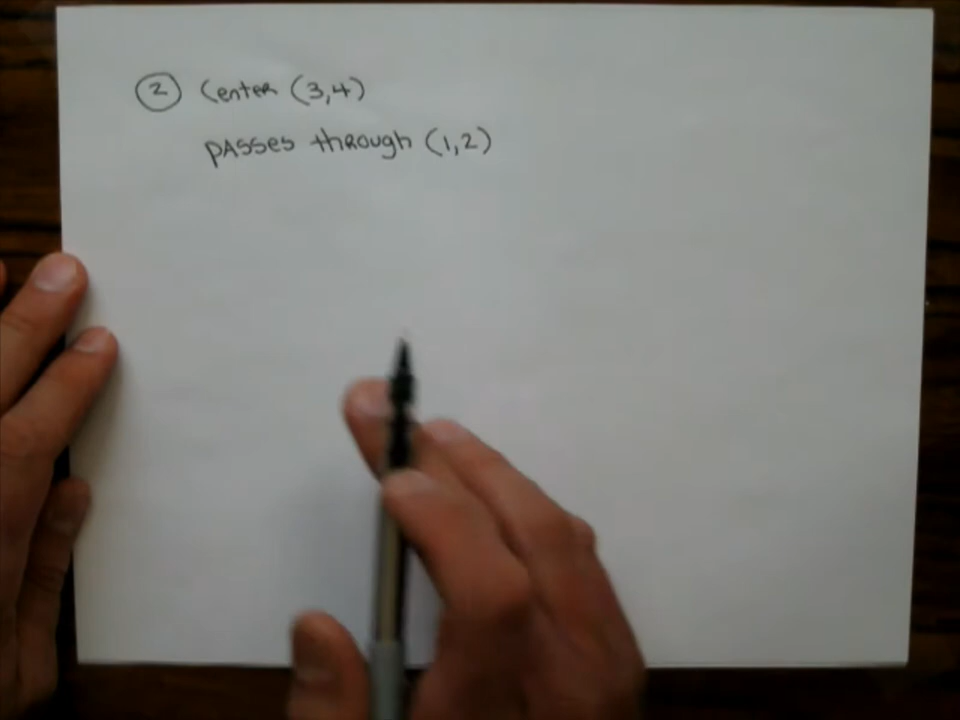 ② Center (3,4)
passes through (1,2)